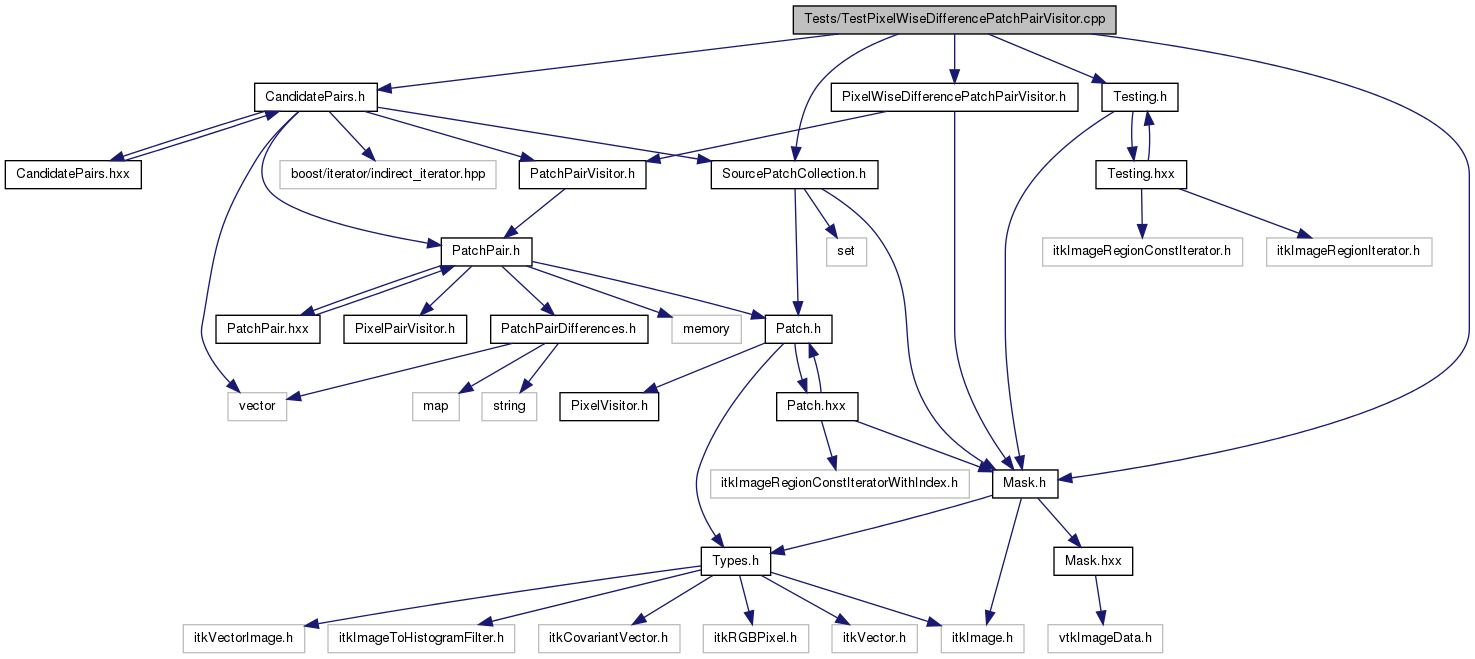 Tests/TestPixelWiseDifferencePatchPairVisitor.cpp
CandidatePairs.h
PixelWiseDifferencePatchPairVisitor.h
Testing.h
CandidatePairs.hxx
boost/iterator/indirect_iterator.hpp
PatchPairVisitor.h
SourcePatchCollection.h
Testing.hxx
PatchPair.h
set
itkImageRegionConstIterator.h
itkImageRegionIterator.h
PatchPair.hxx
PixelPairVisitor.h
PatchPairDifferences.h
memory
Patch.h
vector
map
string
PixelVisitor.h
Patch.hxx
itkImageRegionConstIteratorWithIndex.h
Mask.h
Types.h
Mask.hxx
itkVectorImage.h
itkImageToHistogramFilter.h
itkCovariantVector.h
itkRGBPixel.h
itkVector.h
itkImage.h
vtkImageData.h